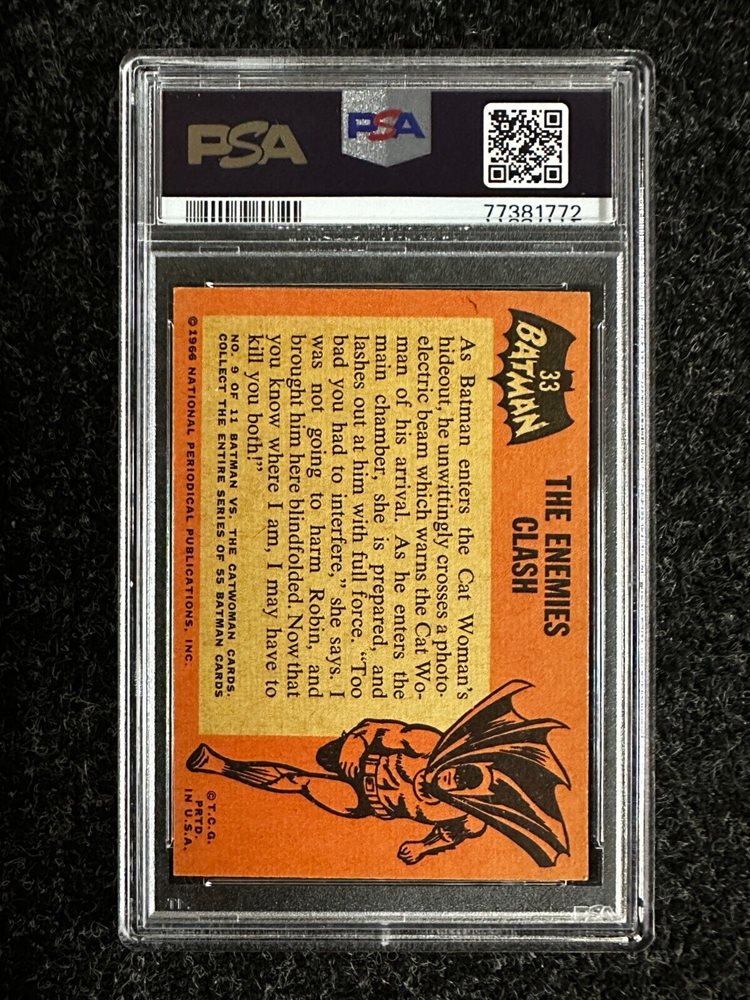 PSA
PSA
77381772
33
BATMAN
THE ENEMIES
CLASH
As Batman enters the Cat Woman's
hideout, he unwittingly crosses a photo-
electric beam which warns the Cat Wo-
man of his arrival. As he enters the
main chamber, she is prepared, and
lashes out at him with full force. "Too
bad you had to interfere," she says. I
was not going to harm Robin, and
brought him here blindfolded. Now that
you know where I am, I may have to
kill you both!"
NO. 9 OF 11 BATMAN VS. THE CATWOMAN CARDS.
COLLECT THE ENTIRE SERIES OF 55 BATMAN CARDS
© 1966 NATIONAL PERIODICAL PUBLICATIONS, INC.
© T.C.G.
PRTD.
IN U.S.A.
PSA